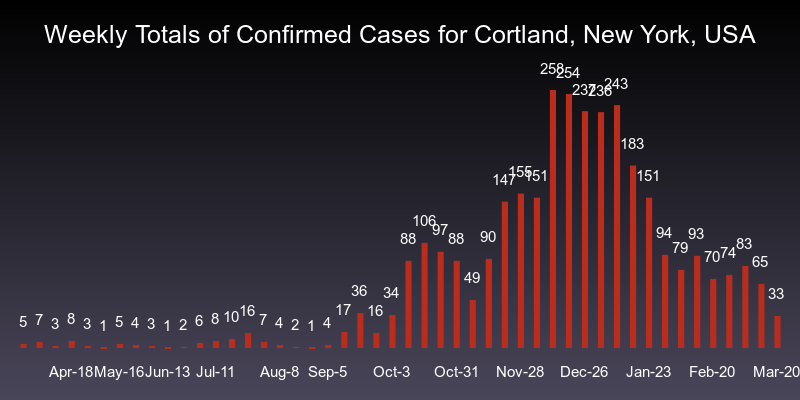 Weekly Totals of Confirmed Cases for Cortland, New York, USA
5 7 3 8 3 1 5 4 3 1 2 6 8 10 16 7 4 2 1 4 17 36 16 34 88 106 97 88 49 90 147 155 151 258 254 237 236 243 183 151 94 79 93 70 74 83 65 33
Apr-18 May-16 Jun-13 Jul-11 Aug-8 Sep-5 Oct-3 Oct-31 Nov-28 Dec-26 Jan-23 Feb-20 Mar-20